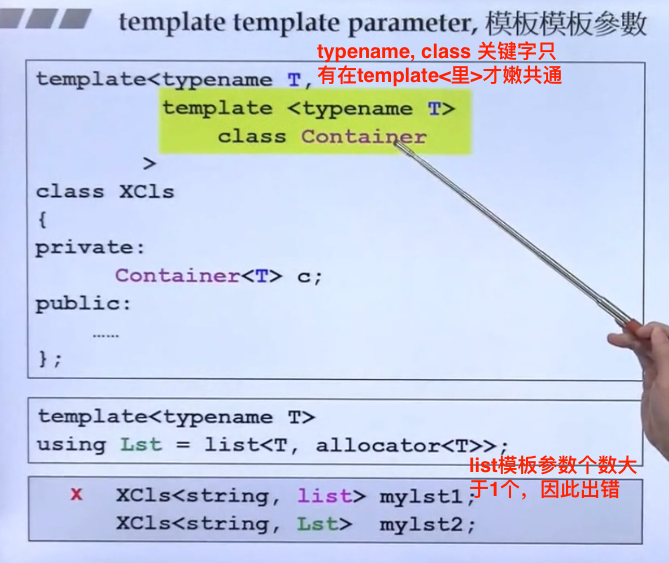 template template parameter, 模板模板參數
typename, class 关键字只
有在template<里>才嫩共通
template<typename T,
template <typename T>
class Container
>
class XCls
{
private:
Container<T> c;
public:
......
};
template<typename T>
using Lst = list<T, allocator<T>>;
list模板参数个数大
于1个，因此出错
x XCls<string, list> mylst1;
XCls<string, Lst> mylst2;